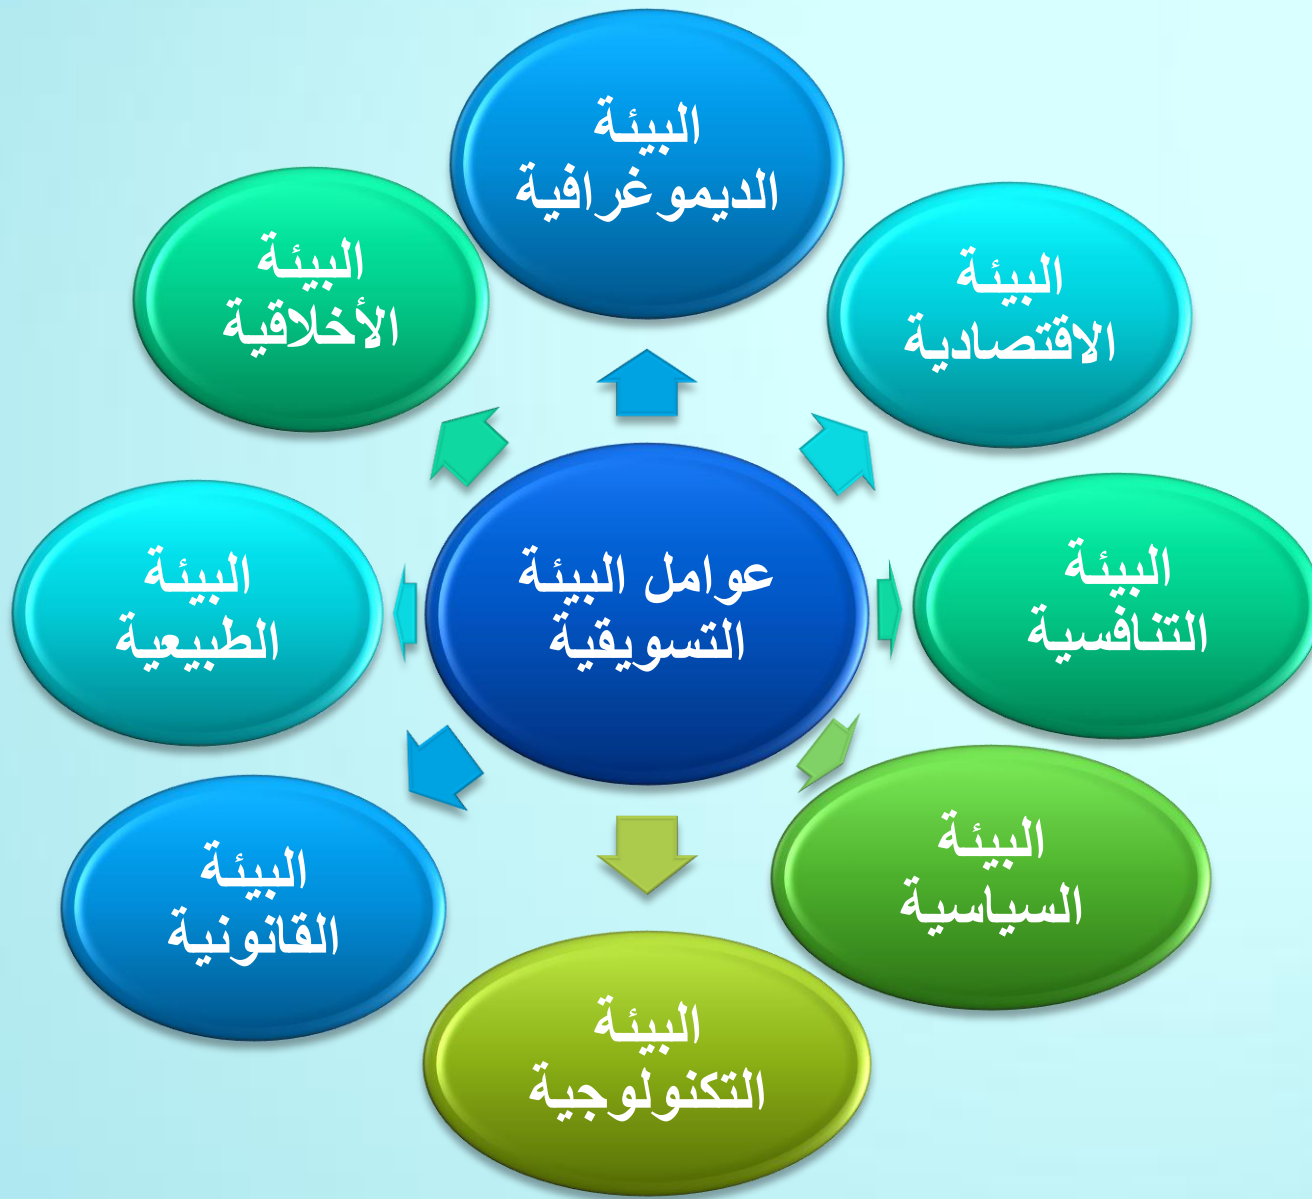 البيئة
الديموغرافية
البيئة
الاقتصادية
البيئة
التنافسية
البيئة
السياسية
البيئة
التكنولوجية
البيئة
القانونية
البيئة
الطبيعية
البيئة
الأخلاقية
عوامل البيئة
التسويقية